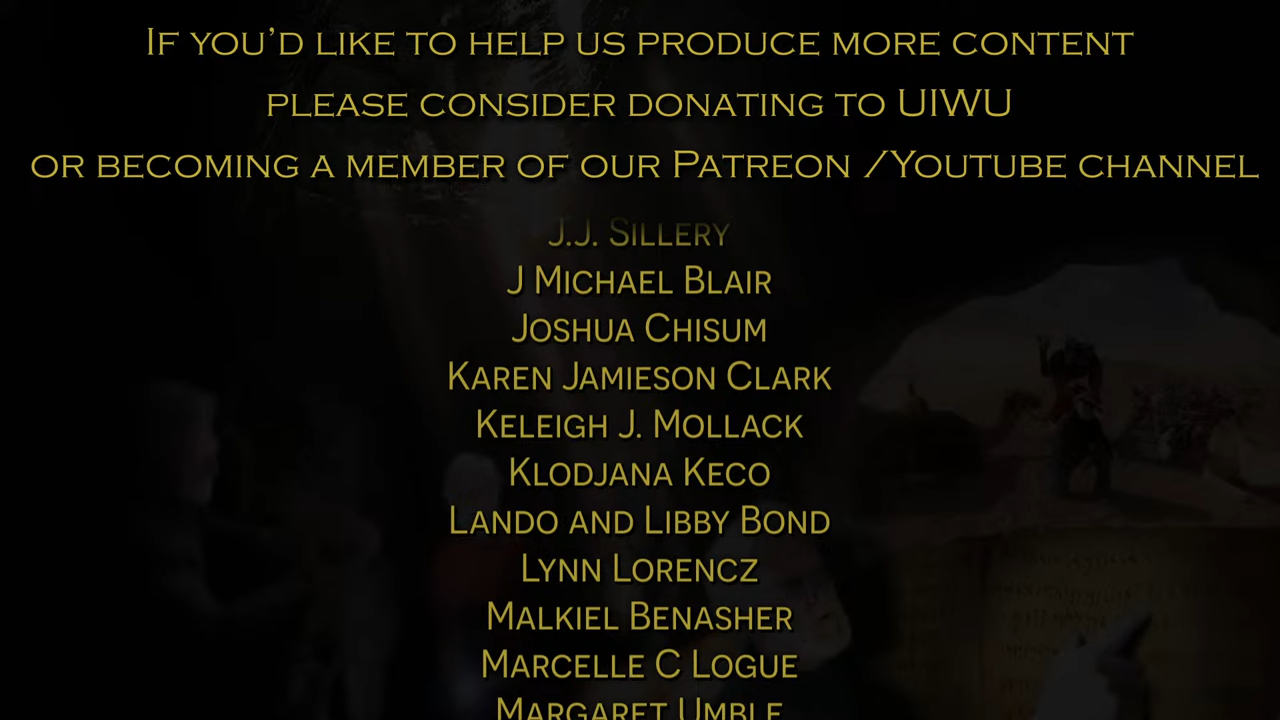 If you'd like to help us produce more content
please consider donating to UIWU
or becoming a member of our Patreon /Youtube channel
J.J. Sillery
J Michael Blair
Joshua Chisum
Karen Jamieson Clark
Keleigh J. Mollack
Klodjana Keco
Lando and Libby Bond
Lynn Lorencz
Malkiel Benasher
Marcelle C Logue
Margaret Umble